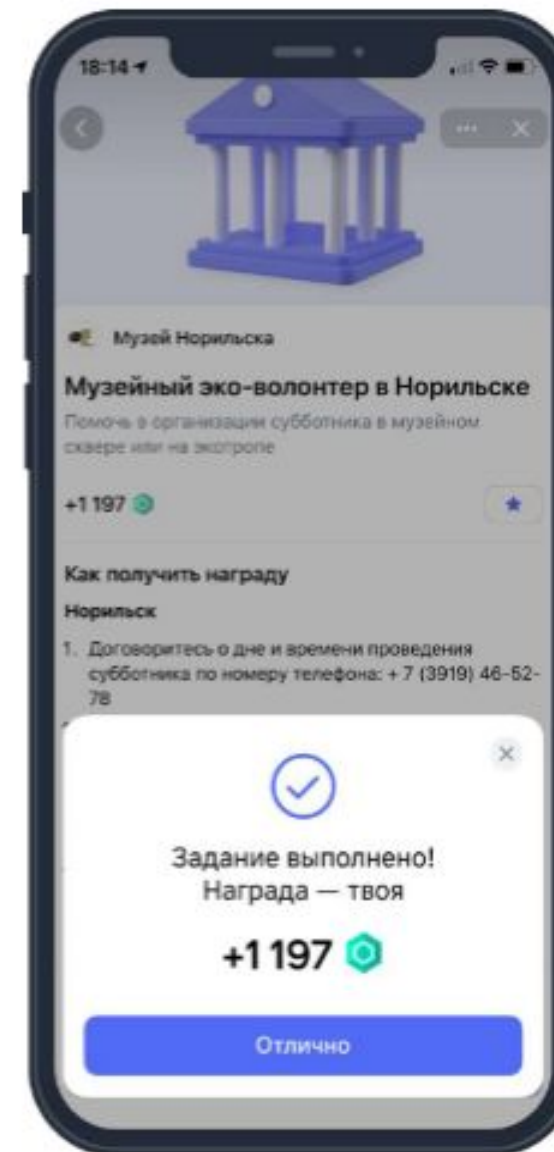 18:14
Музей Норильска
Музейный эко-волонтер в Норильске
Помочь в организации субботника в музейном
сквере или на экотропе
+1 197
Как получить награду
Норильск
1. Договоритесь о дне и времени проведения
субботника по номеру телефона: + 7 (3919) 46-52-
78
Задание выполнено!
Награда — твоя
+1 197
Отлично